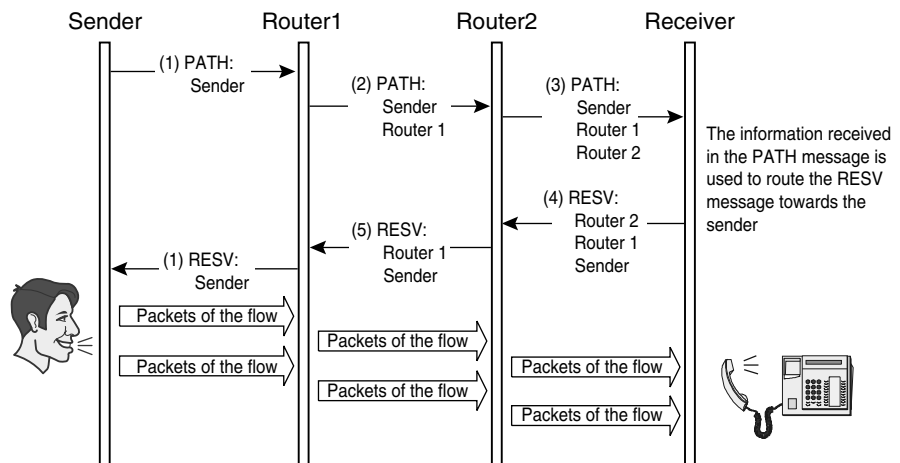 Sender
Router1
Router2
Receiver
(1) PATH:
Sender
(2) PATH:
Sender
Router 1
(3) PATH:
Sender
Router 1
Router 2
The information received
in the PATH message is
used to route the RESV
message towards the
sender
(4) RESV:
Router 2
Router 1
Sender
(5) RESV:
Router 1
Sender
(1) RESV:
Sender
Packets of the flow
Packets of the flow
Packets of the flow
Packets of the flow
Packets of the flow
Packets of the flow